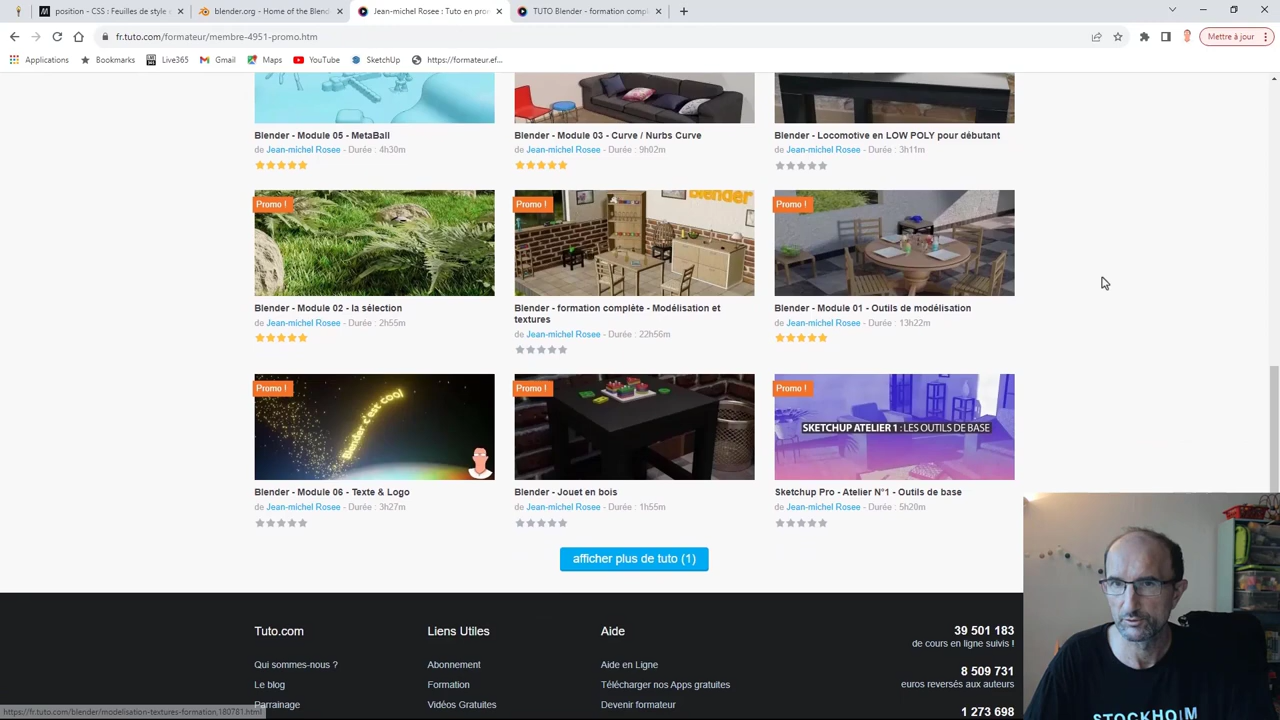 position - CSS : Feuilles de style
blender.org - Home of the Blend
Jean-michel Rosee : Tuto en pron
TUTO Blender - formation compl
fr.tuto.com/formateur/membre-4951-promo.htm
Mettre à jour
Applications
Bookmarks
Live365
Gmail
Maps
YouTube
SketchUp
https://formateur.ef...
Blender - Module 05 - MetaBall
de Jean-michel Rosee - Durée : 4h30m
Blender - Module 03 - Curve / Nurbs Curve
de Jean-michel Rosee - Durée : 9h02m
Blender - Locomotive en LOW POLY pour débutant
de Jean-michel Rosee - Durée : 3h11m
Promo !
Promo !
blender
Promo !
Blender - Module 02 - la sélection
de Jean-michel Rosee - Durée : 2h55m
Blender - formation complète - Modélisation et
textures
de Jean-michel Rosee - Durée : 22h56m
Blender - Module 01 - Outils de modélisation
de Jean-michel Rosee - Durée : 13h22m
Promo !
Blender c'est cool
Promo !
Promo !
SKETCHUP ATELIER 1 : LES OUTILS DE BASE
Blender - Module 06 - Texte & Logo
de Jean-michel Rosee - Durée : 3h27m
Blender - Jouet en bois
de Jean-michel Rosee - Durée : 1h55m
Sketchup Pro - Atelier N°1 - Outils de base
de Jean-michel Rosee - Durée : 5h20m
afficher plus de tuto (1)
Tuto.com
Qui sommes-nous ?
Le blog
Parrainage
Liens Utiles
Abonnement
Formation
Vidéos Gratuites
Aide
Aide en Ligne
Télécharger nos Apps gratuites
Devenir formateur
39 501 183
de cours en ligne suivis !
8 509 731
euros reversés aux auteurs
1 273 698
https://fr.tuto.com/blender/modelisation-textures-formation,180781.html
STOCKHOLM